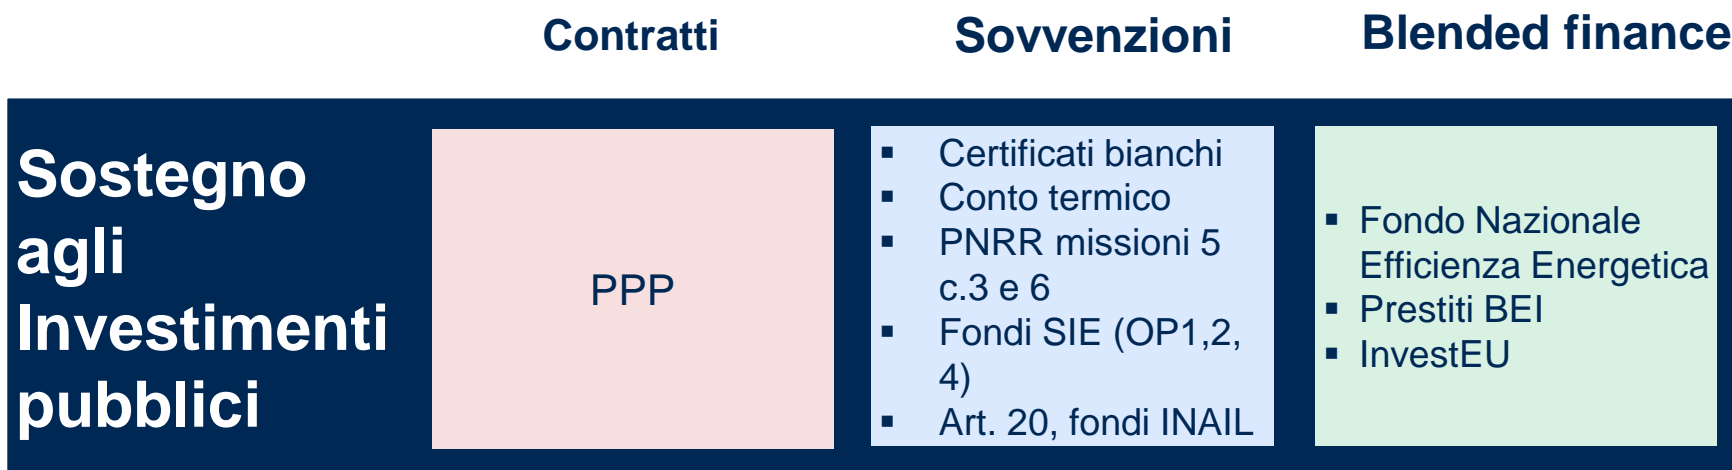 Contratti
Sovvenzioni
Blended finance
Sostegno
agli
Investimenti
pubblici
PPP
▪ Certificati bianchi
▪ Conto termico
▪ PNRR missioni 5
c.3 e 6
▪ Fondi SIE (OP1,2,
4)
▪ Art. 20, fondi INAIL
▪ Fondo Nazionale
Efficienza Energetica
▪ Prestiti BEI
▪ InvestEU